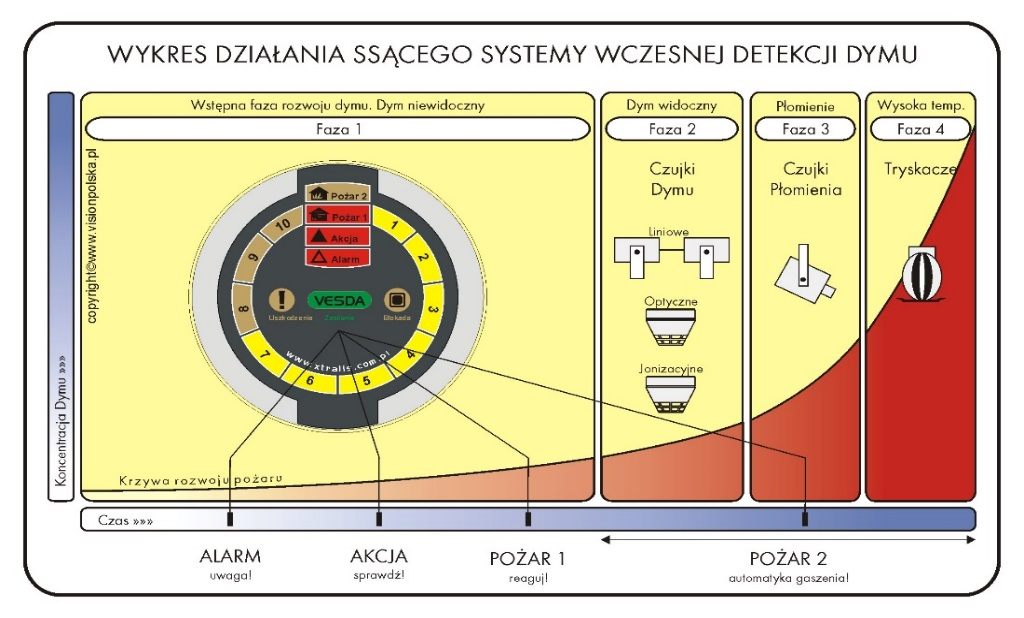 WYKRES DZIAŁANIA SSĄCEGO SYSTEMY WCZESNEJ DETEKCJI DYMU
Wstępna faza rozwoju dymu. Dym niewidoczny
Faza 1
Dym widoczny
Faza 2
Płomienie
Faza 3
Wysoka temp.
Faza 4
Koncentracja Dymu »»»
copyright©www.visionpolska.pl
Pożar 2
Pożar 1
Akcja
Alarm
1
2
3
4
5
6
7
8
9
10
Uszkodzenie
VESDA
Zasilanie
Blokada
www.xtralis.com.pl
Czujki
Dymu
Liniowe
Optyczne
Jonizacyjne
Czujki
Płomienia
Tryskacze
Krzywa rozwoju pożaru
Czas »»»
ALARM
uwaga!
AKCJA
sprawdź!
POŻAR 1
reaguj!
POŻAR 2
automatyka gaszenia!